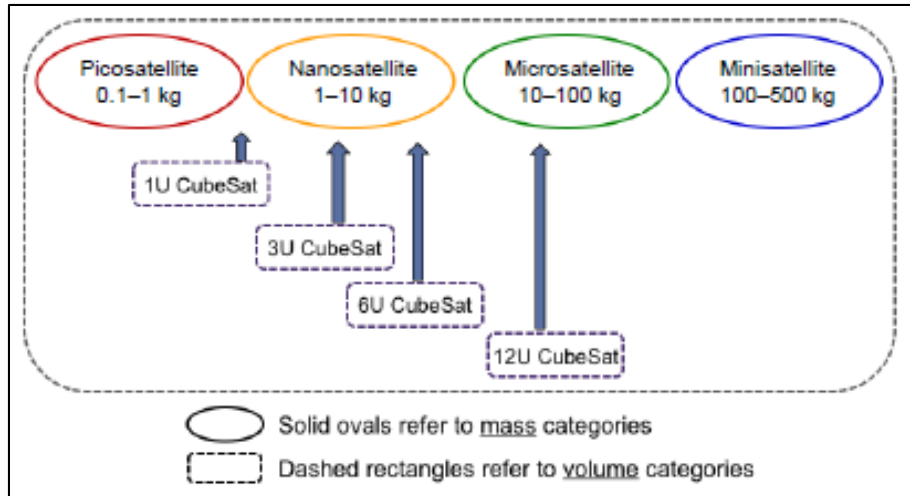 Picosatellite
0.1–1 kg
Nanosatellite
1–10 kg
Microsatellite
10–100 kg
Minisatellite
100–500 kg
1U CubeSat
3U CubeSat
6U CubeSat
12U CubeSat
Solid ovals refer to mass categories
Dashed rectangles refer to volume categories